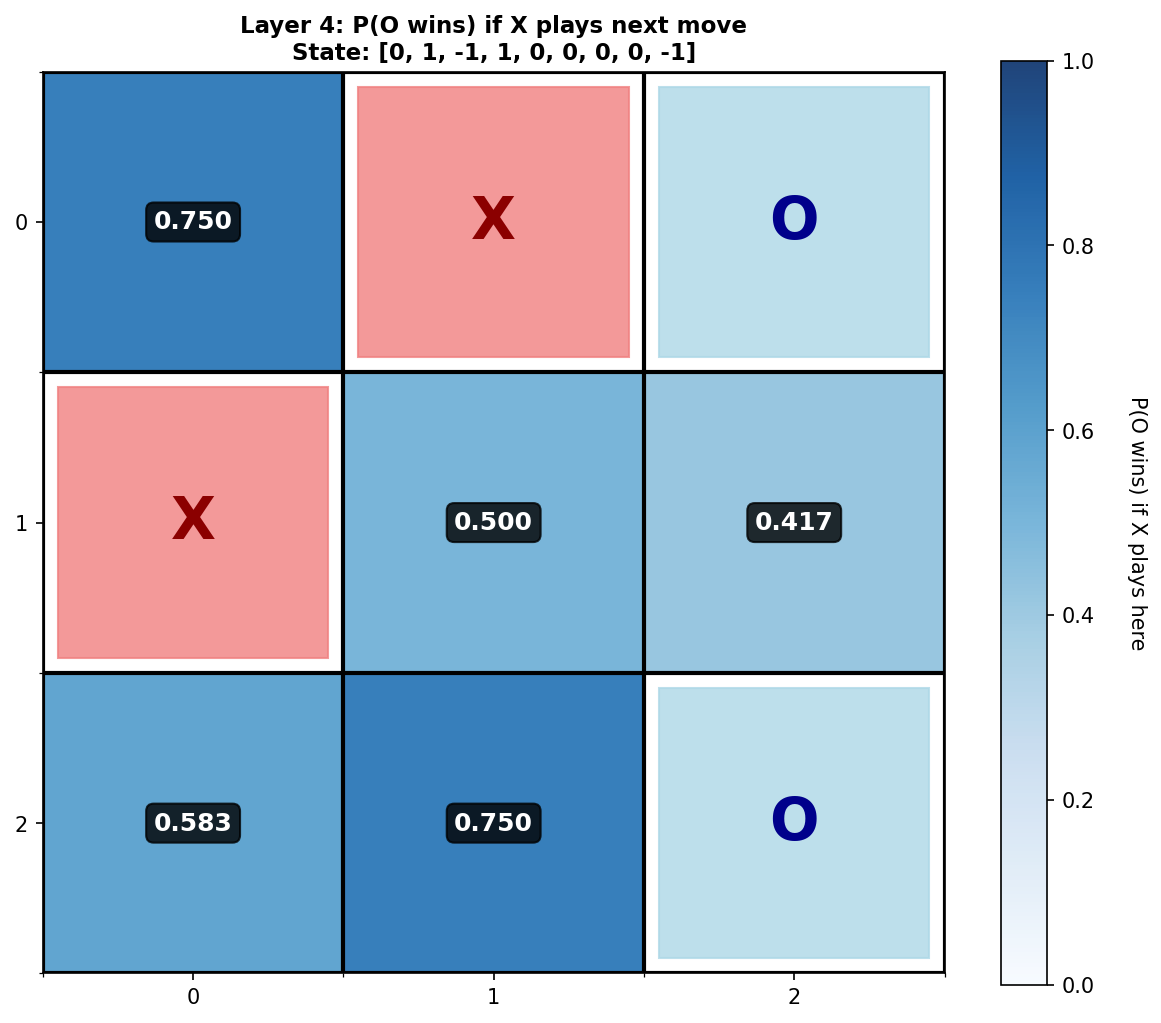 Layer 4: P(O wins) if X plays next move
State: [0, 1, -1, 1, 0, 0, 0, 0, -1]
0.750
X
O
X
0.500
0.417
0.583
0.750
O
0
1
2
0
1
2
1.0
0.8
0.6
0.4
0.2
0.0
P(O wins) if X plays here